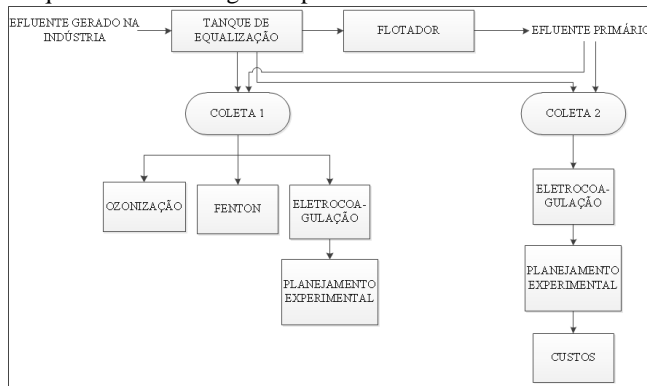 EFLUENTE GERADO NA
INDÚSTRIA
TANQUE DE
EQUALIZAÇÃO
FLOTADOR
EFLUENTE PRIMÁRIO
COLETA 1
COLETA 2
OZONIZAÇÃO
FENTON
ELETROCOA-
GULAÇÃO
ELETROCOA-
GULAÇÃO
PLANEJAMENTO
EXPERIMENTAL
PLANEJAMENTO
EXPERIMENTAL
CUSTOS